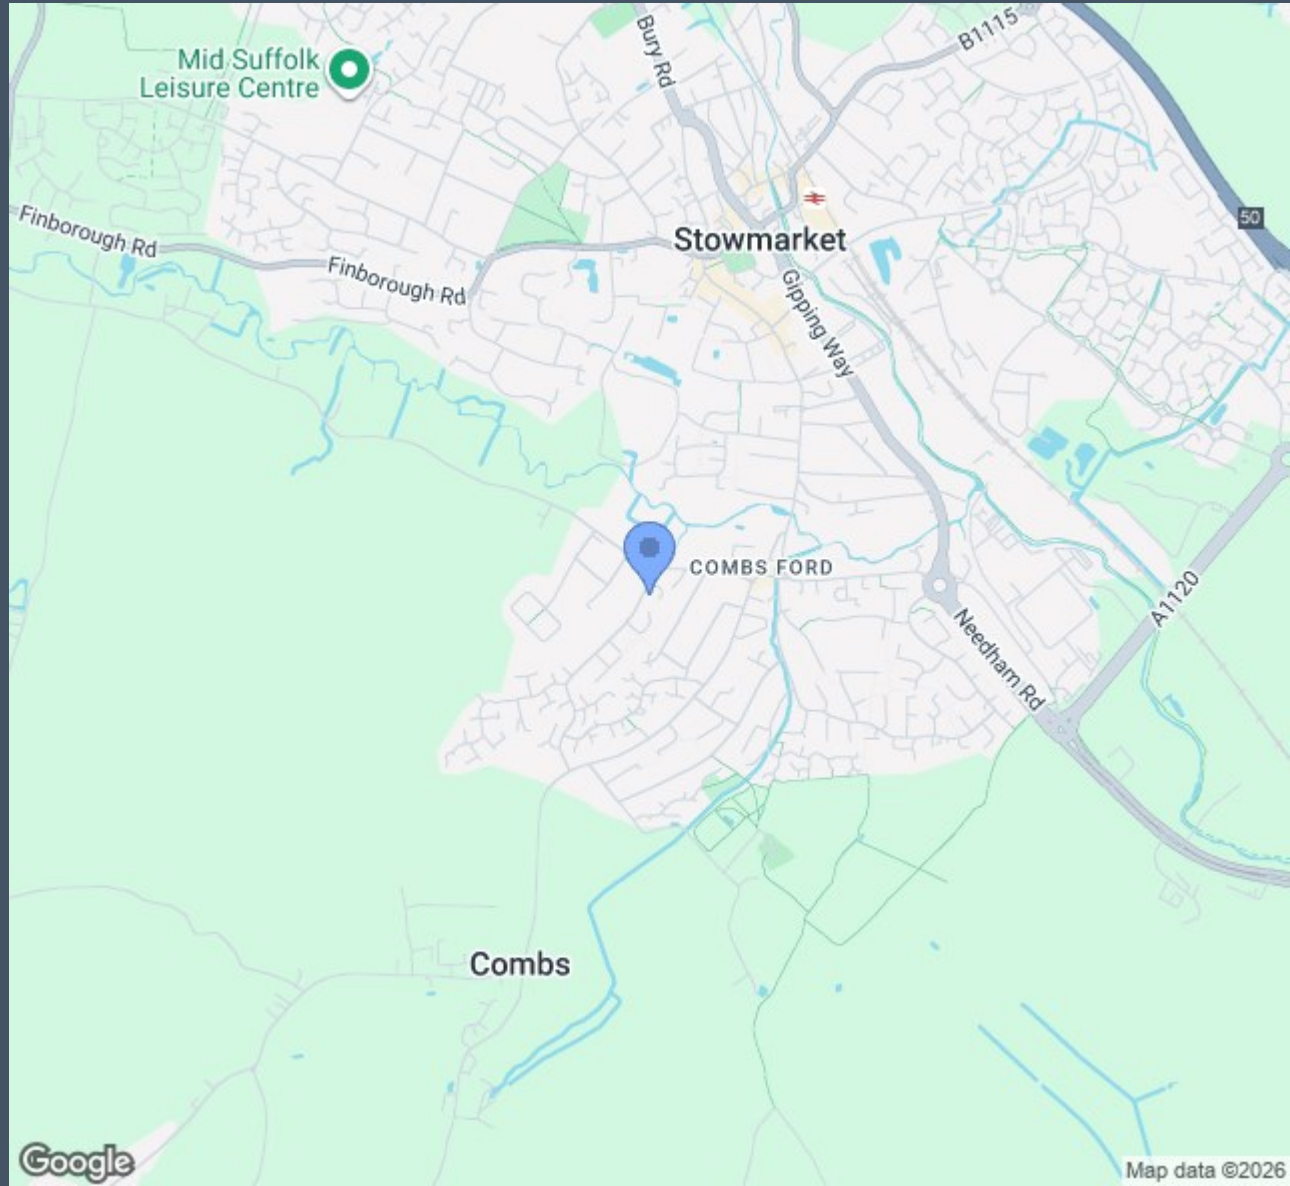 Bury Rd
B1115
Mid Suffolk
Leisure Centre
50
Finborough Rd
Stowmarket
Finborough Rd
Gipping Way
COMBS FORD
A1120
Needham Rd
Combs
Google
Map data ©2026